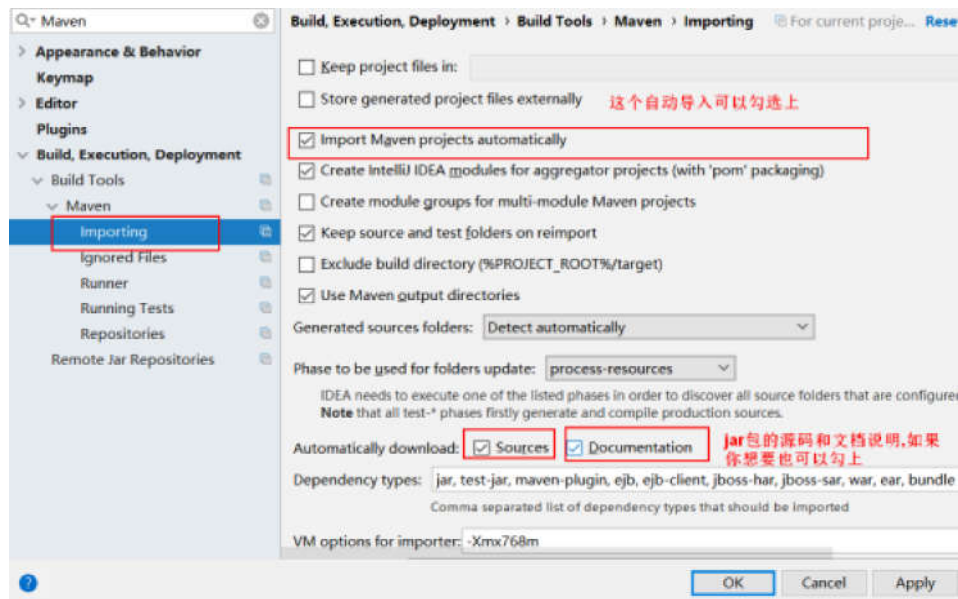 Maven
Build, Execution, Deployment > Build Tools > Maven > Importing For current proje... Rese
Appearance & Behavior
Keymap
Editor
Plugins
Build, Execution, Deployment
Build Tools
Maven
Importing
Ignored Files
Runner
Running Tests
Repositories
Remote Jar Repositories
Keep project files in:
Store generated project files externally 这个自动导入可以勾选上
Import Maven projects automatically
Create IntelliJ IDEA modules for aggregator projects (with 'pom' packaging)
Create module groups for multi-module Maven projects
Keep source and test folders on reimport
Exclude build directory (%PROJECT_ROOT%/target)
Use Maven output directories
Generated sources folders: Detect automatically
Phase to be used for folders update: process-resources
IDEA needs to execute one of the listed phases in order to discover all source folders that are configure
Note that all test-* phases firstly generate and compile production sources.
Automatically download: Sources Documentation
jar包的源码和文档说明,如果
你想要也可以勾上
Dependency types: jar, test-jar, maven-plugin, ejb, ejb-client, jboss-har, jboss-sar, war, ear, bundle
Comma separated list of dependency types that should be imported
VM options for importer: -Xmx768m
?
OK Cancel Apply